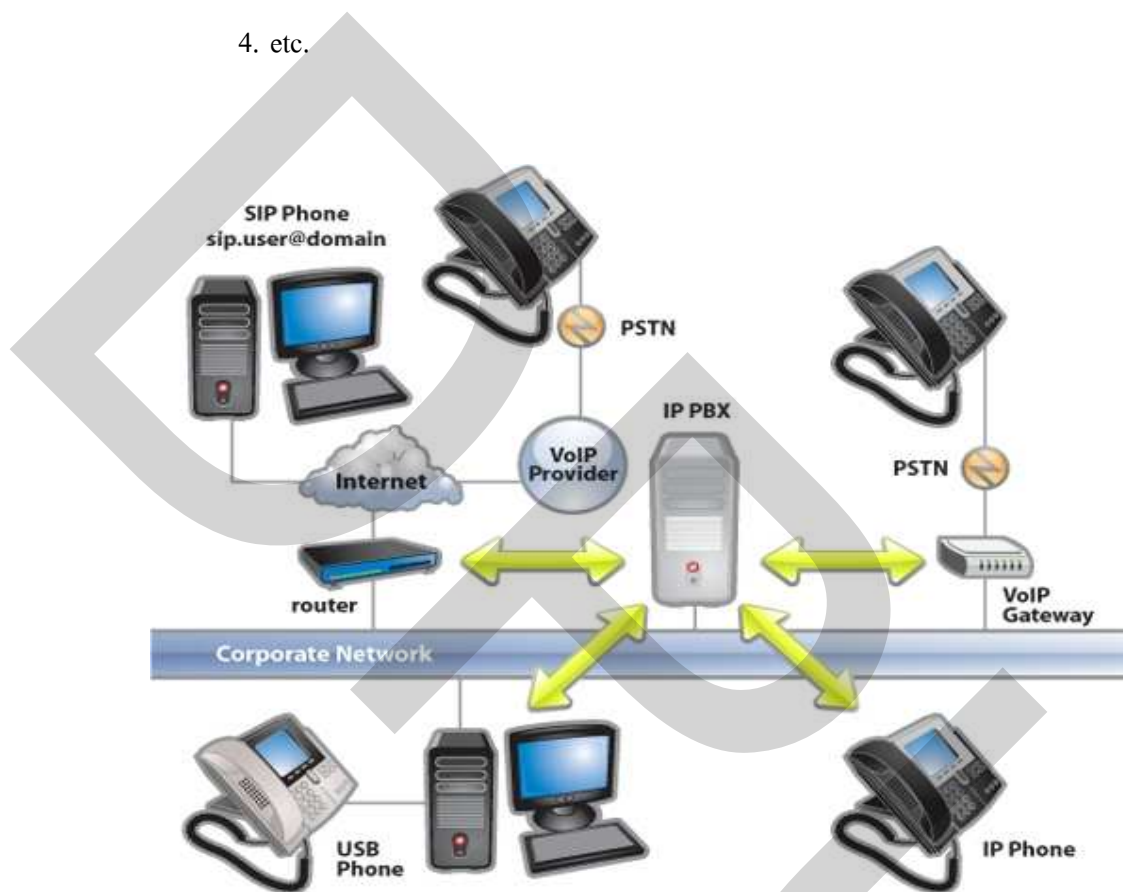 4. etc.
SIP Phone
sip.user@domain
PSTN
IP PBX
VoIP
Provider
Internet
PSTN
router
VoIP
Gateway
Corporate Network
USB
Phone
IP Phone